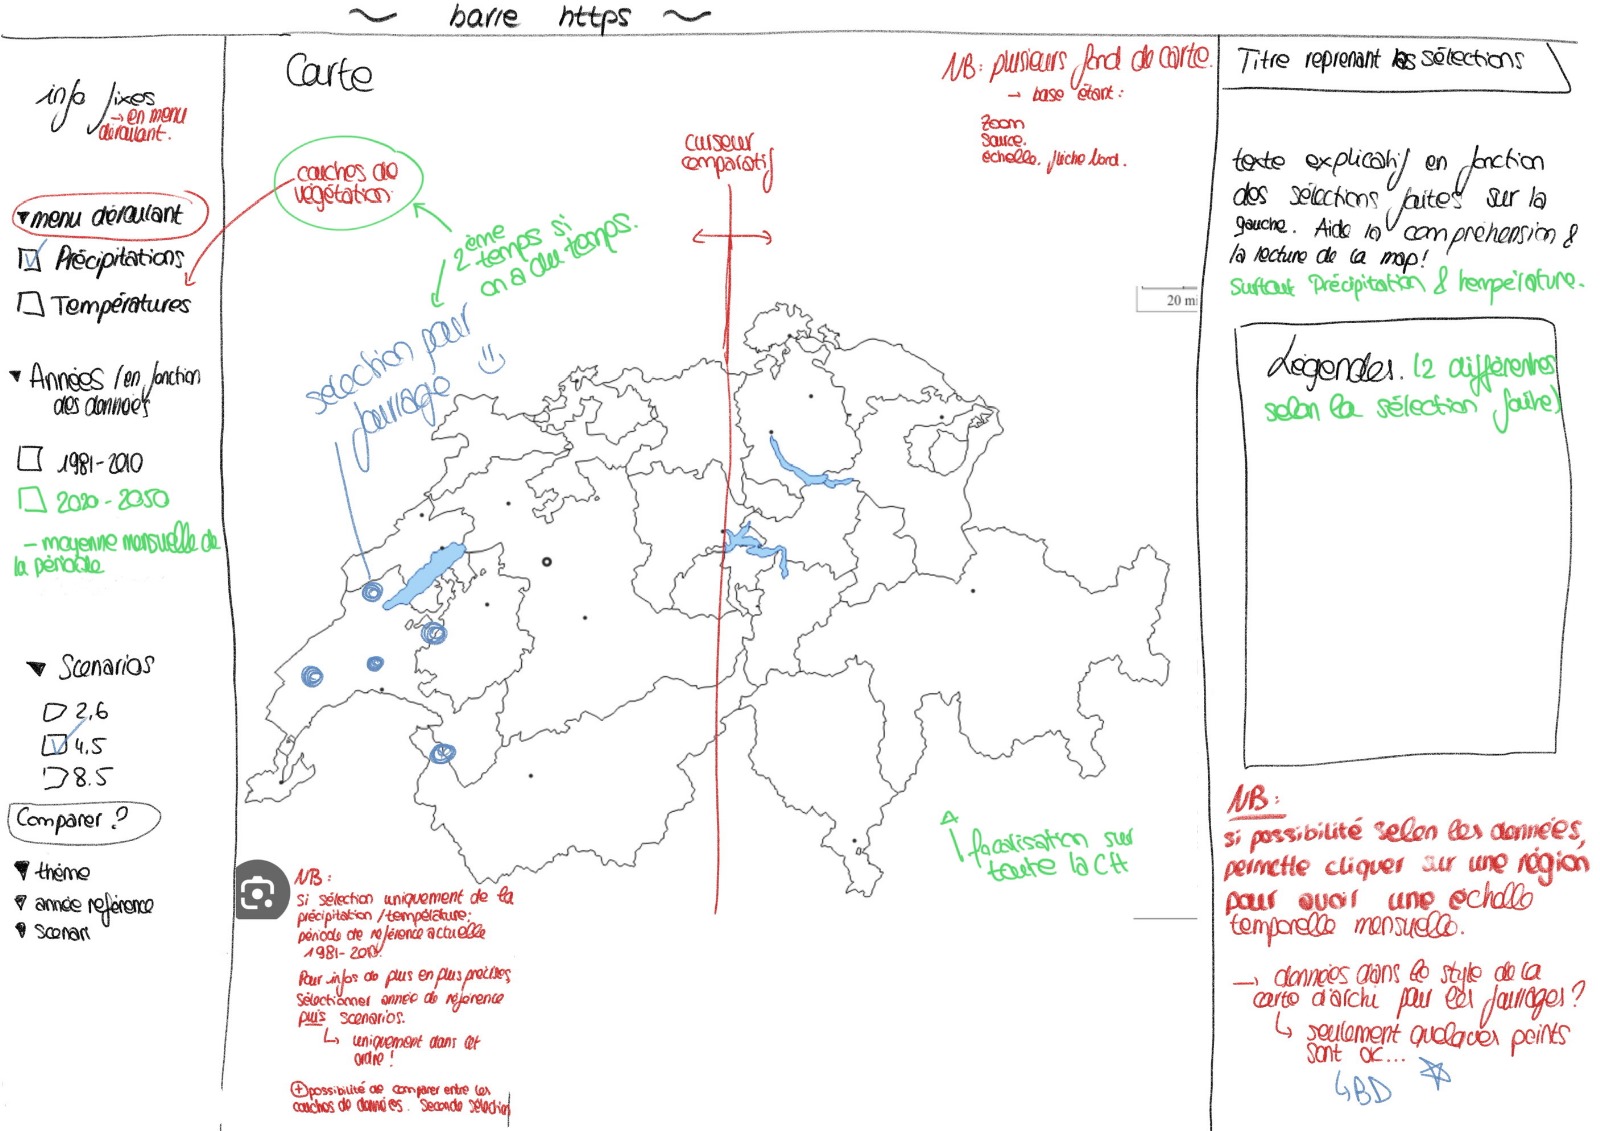 ~ barre https ~
info fixes
→ en menu
déroulant.
▾ menu déroulant
Précipitations
Températures
▾ Années (en fonction
des données
1981-2010
2020-2050
- moyenne mensuelle de
la période
▾ Scenarios
2,6
4,5
8.5
Comparer ?
▾ thème
▾ année référence
▾ scenari
Carte
couches de
végétation.
2ème
temps si
on a du temps.
sélection pour
fourrage
curseur
comparatif
NB: plusieurs fond de carte.
→ base étant :
Zoom
Source.
échelle. flèche Nord.
20 mi
focalisation sur
toute la CH
NB :
si sélection uniquement de la
précipitation / température;
période de référence actuelle
1981-2010.
Pour infos de plus en plus précises,
Sélectionner année de référence
puis scenarios.
↳ uniquement dans cet
ordre !
⊕ possibilité de comparer entre les
couches de données. Seconde sélection
Titre reprenant les sélections
texte explicatif en fonction
des sélections faites sur la
gauche. Aide la compréhension &
la lecture de la map!
Surtout Précipitation & température.
Légendes. (2 différentes
selon la sélection faite)
NB :
si possibilité selon les données,
permettre cliquer sur une région
pour avoir une échelle
temporelle mensuelle.
→ données dans le style de la
carte d'archi pour les fourrages ?
↳ seulement quelques points
sont ok...
↳ BD